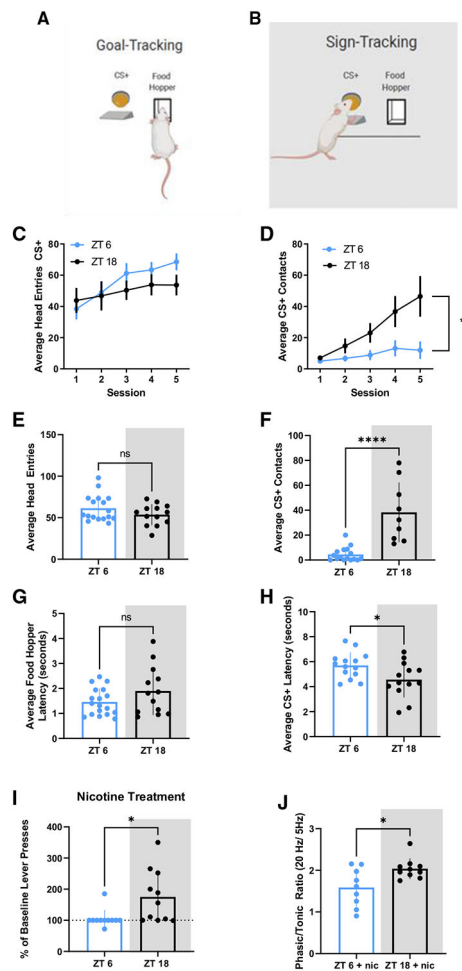 A
Goal-Tracking
CS+
Food
Hopper
B
Sign-Tracking
CS+
Food
Hopper
C
ZT 6
ZT 18
Average Head Entries CS+
80
60
40
20
0
1 2 3 4 5
Session
D
ZT 6
ZT 18
Average CS+ Contacts
80
60
40
20
0
1 2 3 4 5
Session
*
E
Average Head Entries
150
100
50
0
ns
ZT 6 ZT 18
F
Average CS+ Contacts
100
80
60
40
20
0
****
ZT 6 ZT 18
G
Average Food Hopper
Latency (seconds)
5
4
3
2
1
0
ns
ZT 6 ZT 18
H
Average CS+ Latency (seconds)
10
8
6
4
2
0
*
ZT 6 ZT 18
I
Nicotine Treatment
% of Baseline Lever Presses
400
300
200
100
0
*
ZT 6 ZT 18
J
Phasic/Tonic Ratio (20 Hz/ 5Hz)
3
2
1
0
*
ZT 6 + nic ZT 18 + nic